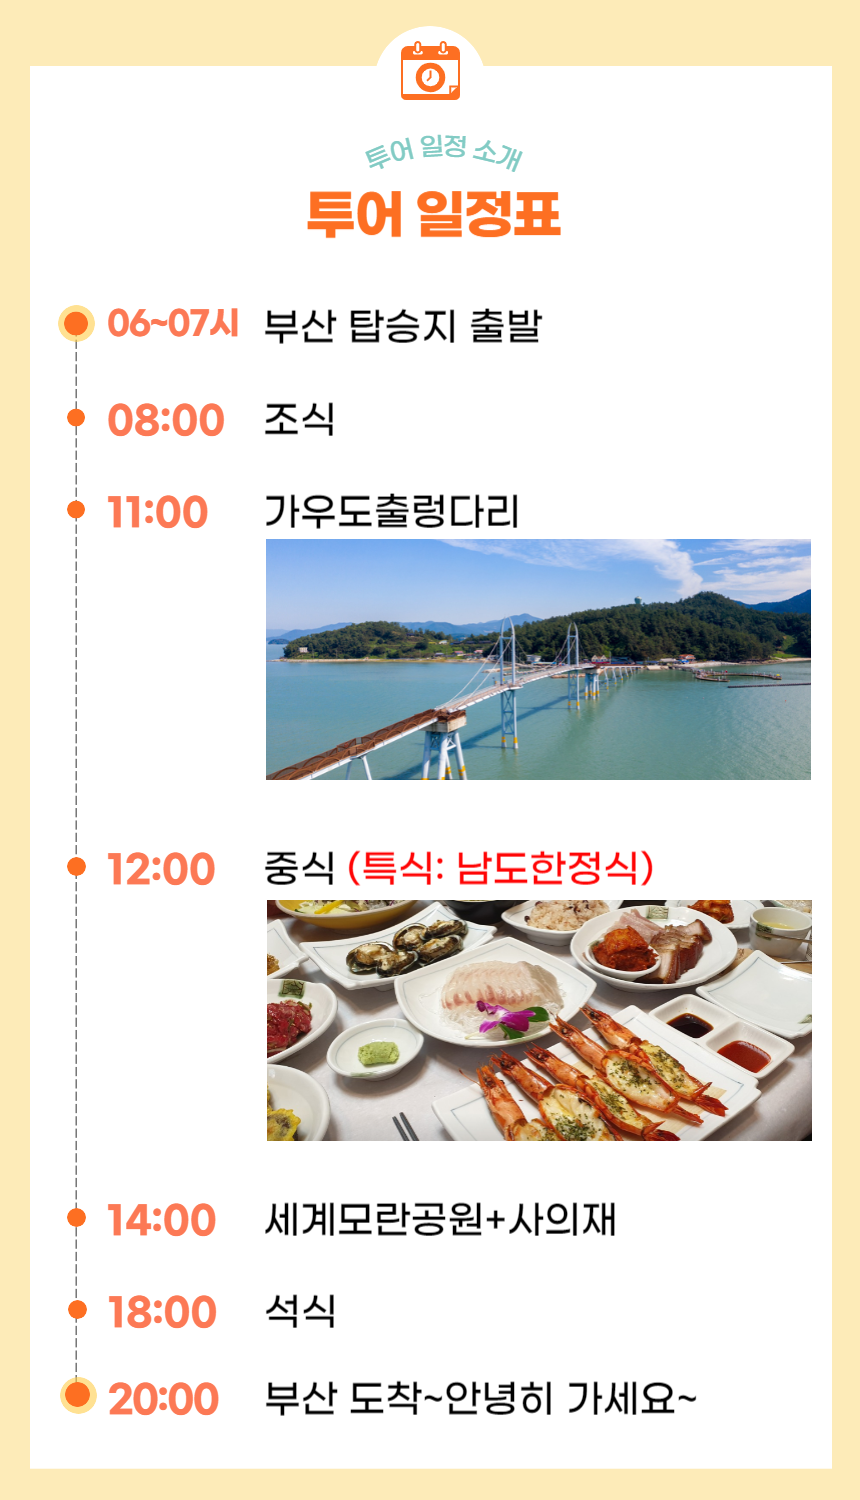 투어 일정 소개
투어 일정표
06~07시 부산 탑승지 출발
08:00 조식
11:00 가우도출렁다리
12:00 중식 (특식: 남도한정식)
14:00 세계모란공원+사의재
18:00 석식
20:00 부산 도착~안녕히 가세요~